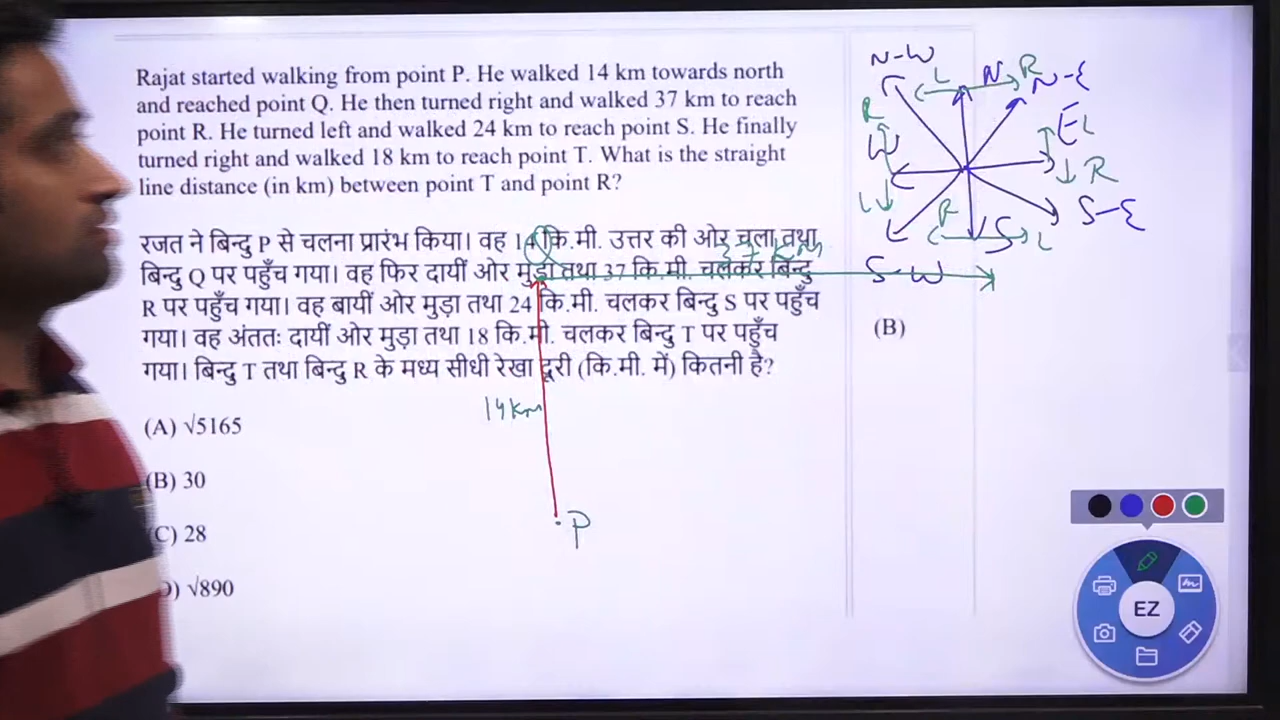 Rajat started walking from point P. He walked 14 km towards north
and reached point Q. He then turned right and walked 37 km to reach
point R. He turned left and walked 24 km to reach point S. He finally
turned right and walked 18 km to reach point T. What is the straight
line distance (in km) between point T and point R?
रजत ने बिन्दु P से चलना प्रारंभ किया। वह 14 कि.मी. उत्तर की ओर चला तथा
बिन्दु Q पर पहुँच गया। वह फिर दायीं ओर मुड़ा तथा 37 कि.मी. चलकर बिन्दु
R पर पहुँच गया। वह बायीं ओर मुड़ा तथा 24 कि.मी. चलकर बिन्दु S पर पहुँच
गया। वह अंततः दायीं ओर मुड़ा तथा 18 कि.मी. चलकर बिन्दु T पर पहुँच
गया। बिन्दु T तथा बिन्दु R के मध्य सीधी रेखा दूरी (कि.मी. में) कितनी है?
(A) √5165
(B) 30
C) 28
) √890
14km
P
37 km
N-W
L N R
N-E
R
W
L
E L
R
S-E
R S L
S-W
(B)
EZ